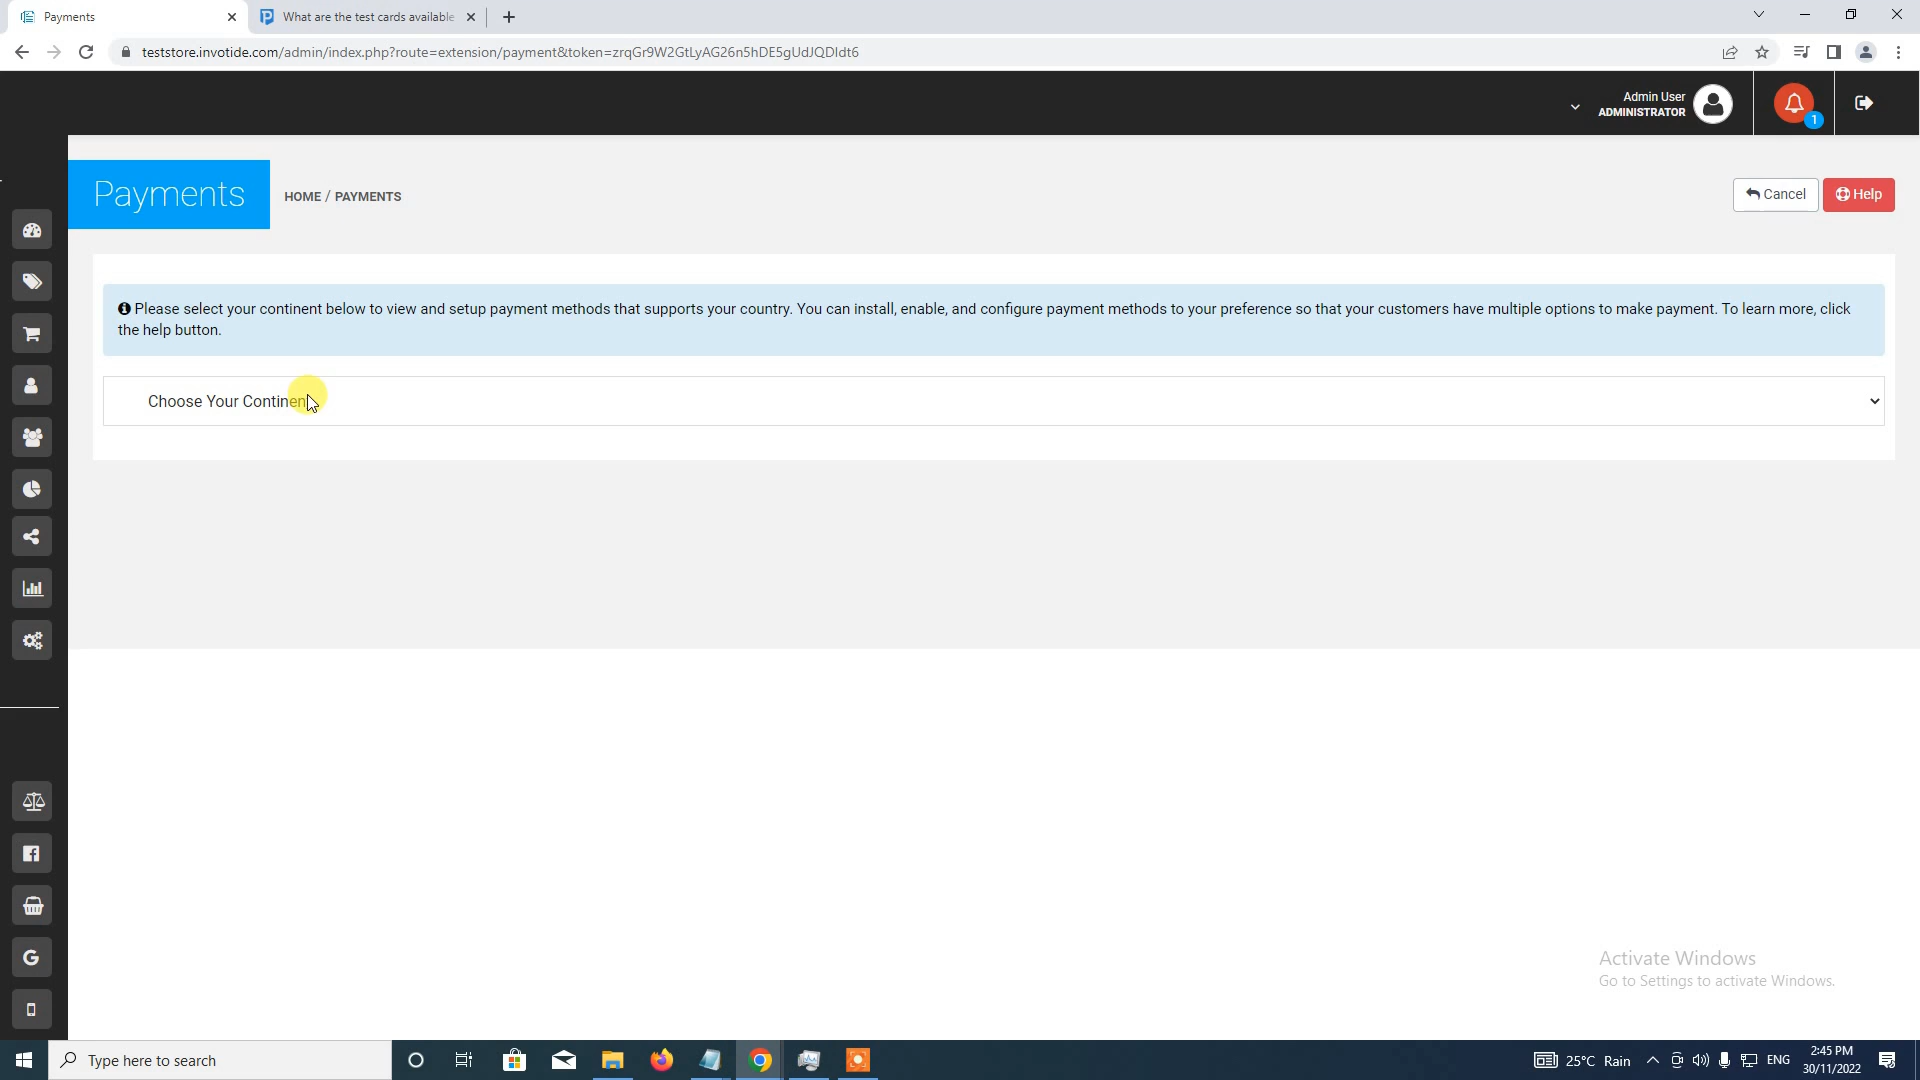 Payments
What are the test cards available
teststore.invotide.com/admin/index.php?route=extension/payment&token=zrqGr9W2GtLyAG26n5hDE5gUdJQDldt6
Admin User
ADMINISTRATOR
1
Payments
HOME / PAYMENTS
Cancel
Help
Please select your continent below to view and setup payment methods that supports your country. You can install, enable, and configure payment methods to your preference so that your customers have multiple options to make payment. To learn more, click
the help button.
Choose Your Continent
Activate Windows
Go to Settings to activate Windows.
Type here to search
25°C Rain
ENG
2:45 PM
30/11/2022